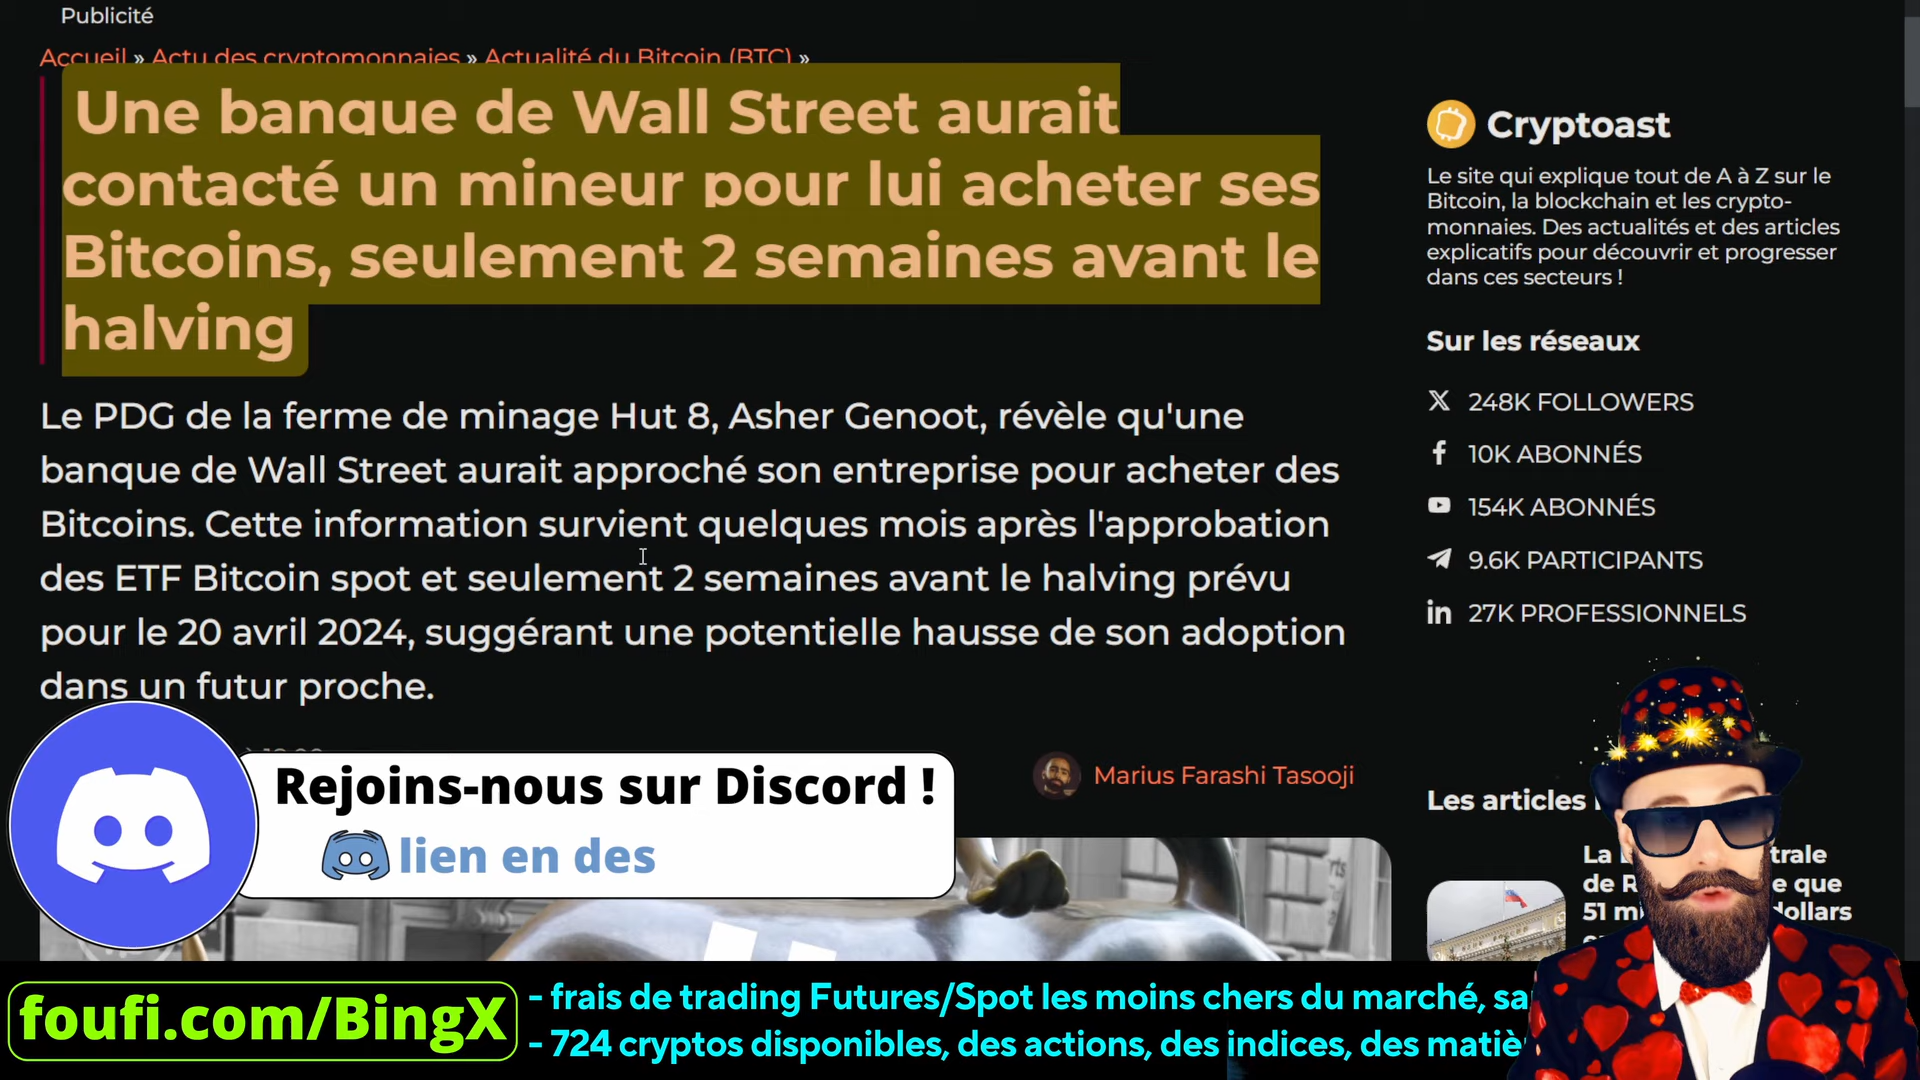 Publicité
Accueil » Actu des cryptomonnaies » Actualité du Bitcoin (BTC) »
Une banque de Wall Street aurait
contacté un mineur pour lui acheter ses
Bitcoins, seulement 2 semaines avant le
halving
Le PDG de la ferme de minage Hut 8, Asher Genoot, révèle qu'une
banque de Wall Street aurait approché son entreprise pour acheter des
Bitcoins. Cette information survient quelques mois après l'approbation
des ETF Bitcoin spot et seulement 2 semaines avant le halving prévu
pour le 20 avril 2024, suggérant une potentielle hausse de son adoption
dans un futur proche.
Marius Farashi Tasooji
Cryptoast
Le site qui explique tout de A à Z sur le
Bitcoin, la blockchain et les crypto-
monnaies. Des actualités et des articles
explicatifs pour découvrir et progresser
dans ces secteurs !
Sur les réseaux
248K FOLLOWERS
10K ABONNÉS
154K ABONNÉS
9.6K PARTICIPANTS
27K PROFESSIONNELS
Les articles
La
de
que
51
dollars
Rejoins-nous sur Discord !
lien en des
foufi.com/BingX
- frais de trading Futures/Spot les moins chers du marché,
- 724 cryptos disponibles, des actions, des indices, des